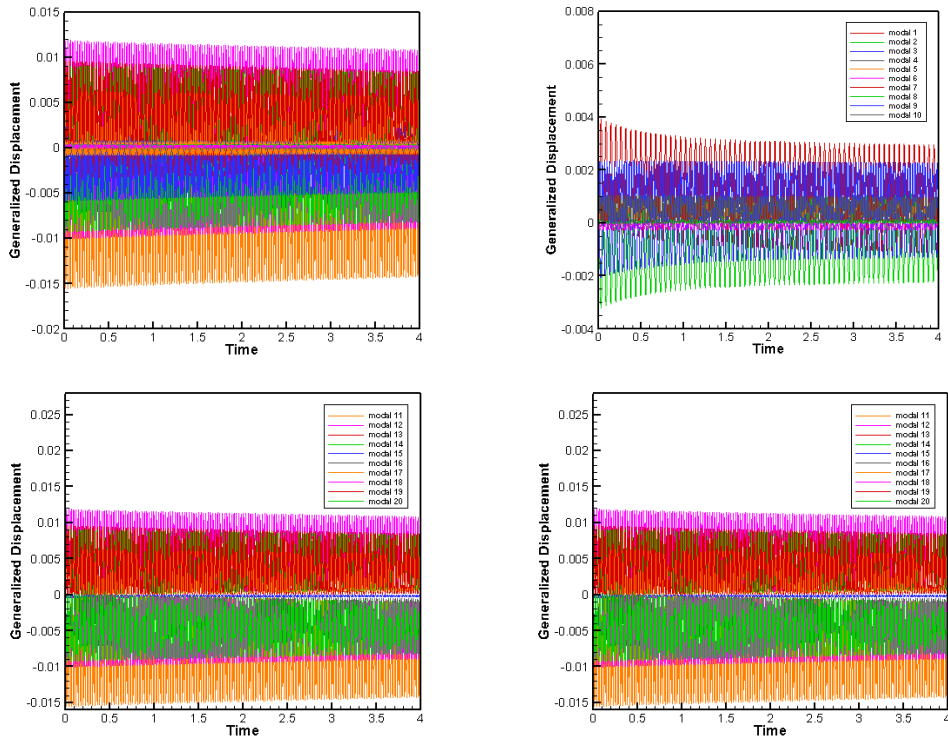 0.015
0.01
0.005
0
-0.005
-0.01
-0.015
-0.02
Generalized Displacement
0 0.5 1 1.5 2 2.5 3 3.5 4
Time
0.008
0.006
0.004
0.002
0
-0.002
-0.004
Generalized Displacement
modal 1
modal 2
modal 3
modal 4
modal 5
modal 6
modal 7
modal 8
modal 9
modal 10
0 0.5 1 1.5 2 2.5 3 3.5 4
Time
0.025
0.02
0.015
0.01
0.005
0
-0.005
-0.01
-0.015
Generalized Displacement
modal 11
modal 12
modal 13
modal 14
modal 15
modal 16
modal 17
modal 18
modal 19
modal 20
0 0.5 1 1.5 2 2.5 3 3.5 4
Time
0.025
0.02
0.015
0.01
0.005
0
-0.005
-0.01
-0.015
Generalized Displacement
modal 11
modal 12
modal 13
modal 14
modal 15
modal 16
modal 17
modal 18
modal 19
modal 20
0 0.5 1 1.5 2 2.5 3 3.5 4
Time